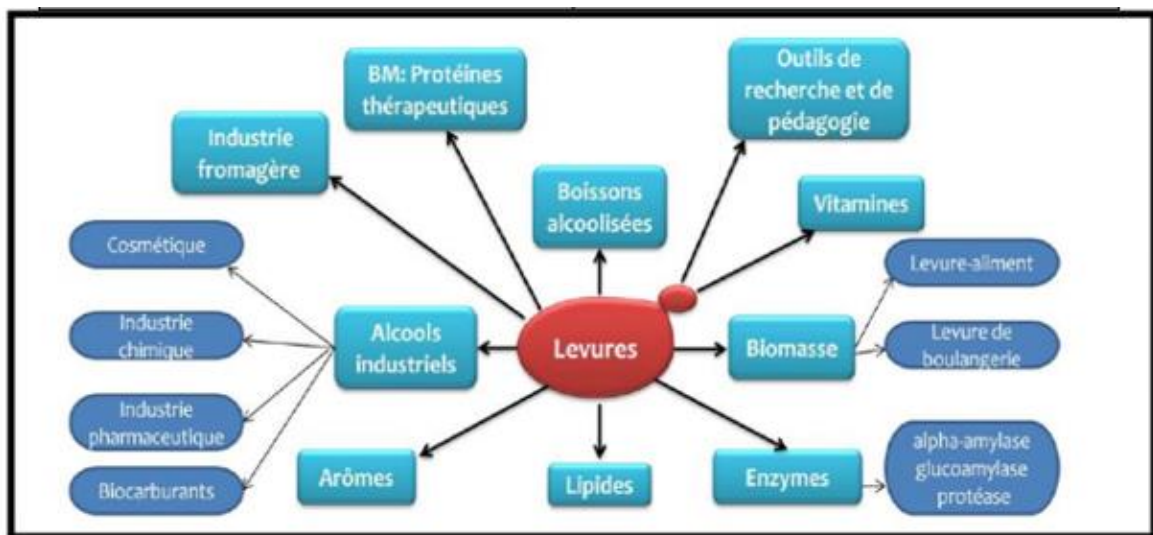 BM: Protéines
thérapeutiques
Outils de
recherche et de
pédagogie
Industrie
fromagère
Boissons
alcoolisées
Vitamines
Cosmétique
Levure-aliment
Industrie
chimique
Alcools
industriels
Levures
Biomasse
Levure de
boulangerie
Industrie
pharmaceutique
Biocarburants
Arômes
Lipides
Enzymes
alpha-amylase
glucoamylase
protéase